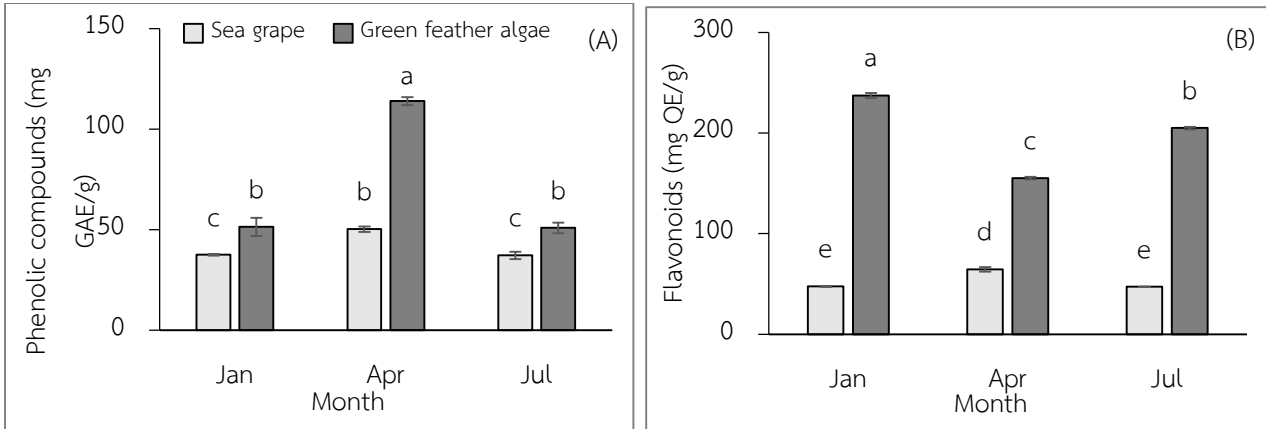 Phenolic compounds (mg
GAE/g)
150
100
50
0
Sea grape
Green feather algae
(A)
c
b
b
a
c
b
Jan
Apr
Jul
Month
Flavonoids (mg QE/g)
300
200
100
0
(B)
e
a
d
c
e
b
Jan
Apr
Jul
Month